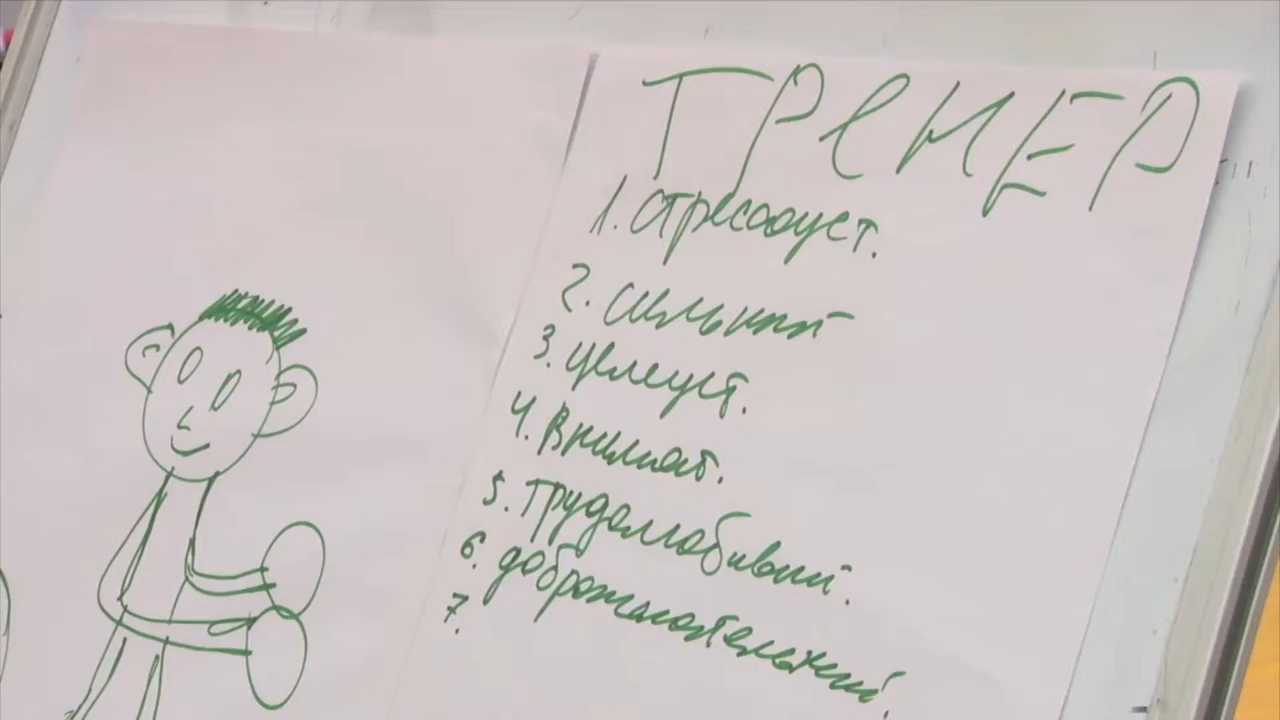 ТРЕНЕР
1. стрессоуст.
2. сильный
3. целеуст.
4. Внимат.
5. трудолюбивый.
6. доброжелательный.
7.